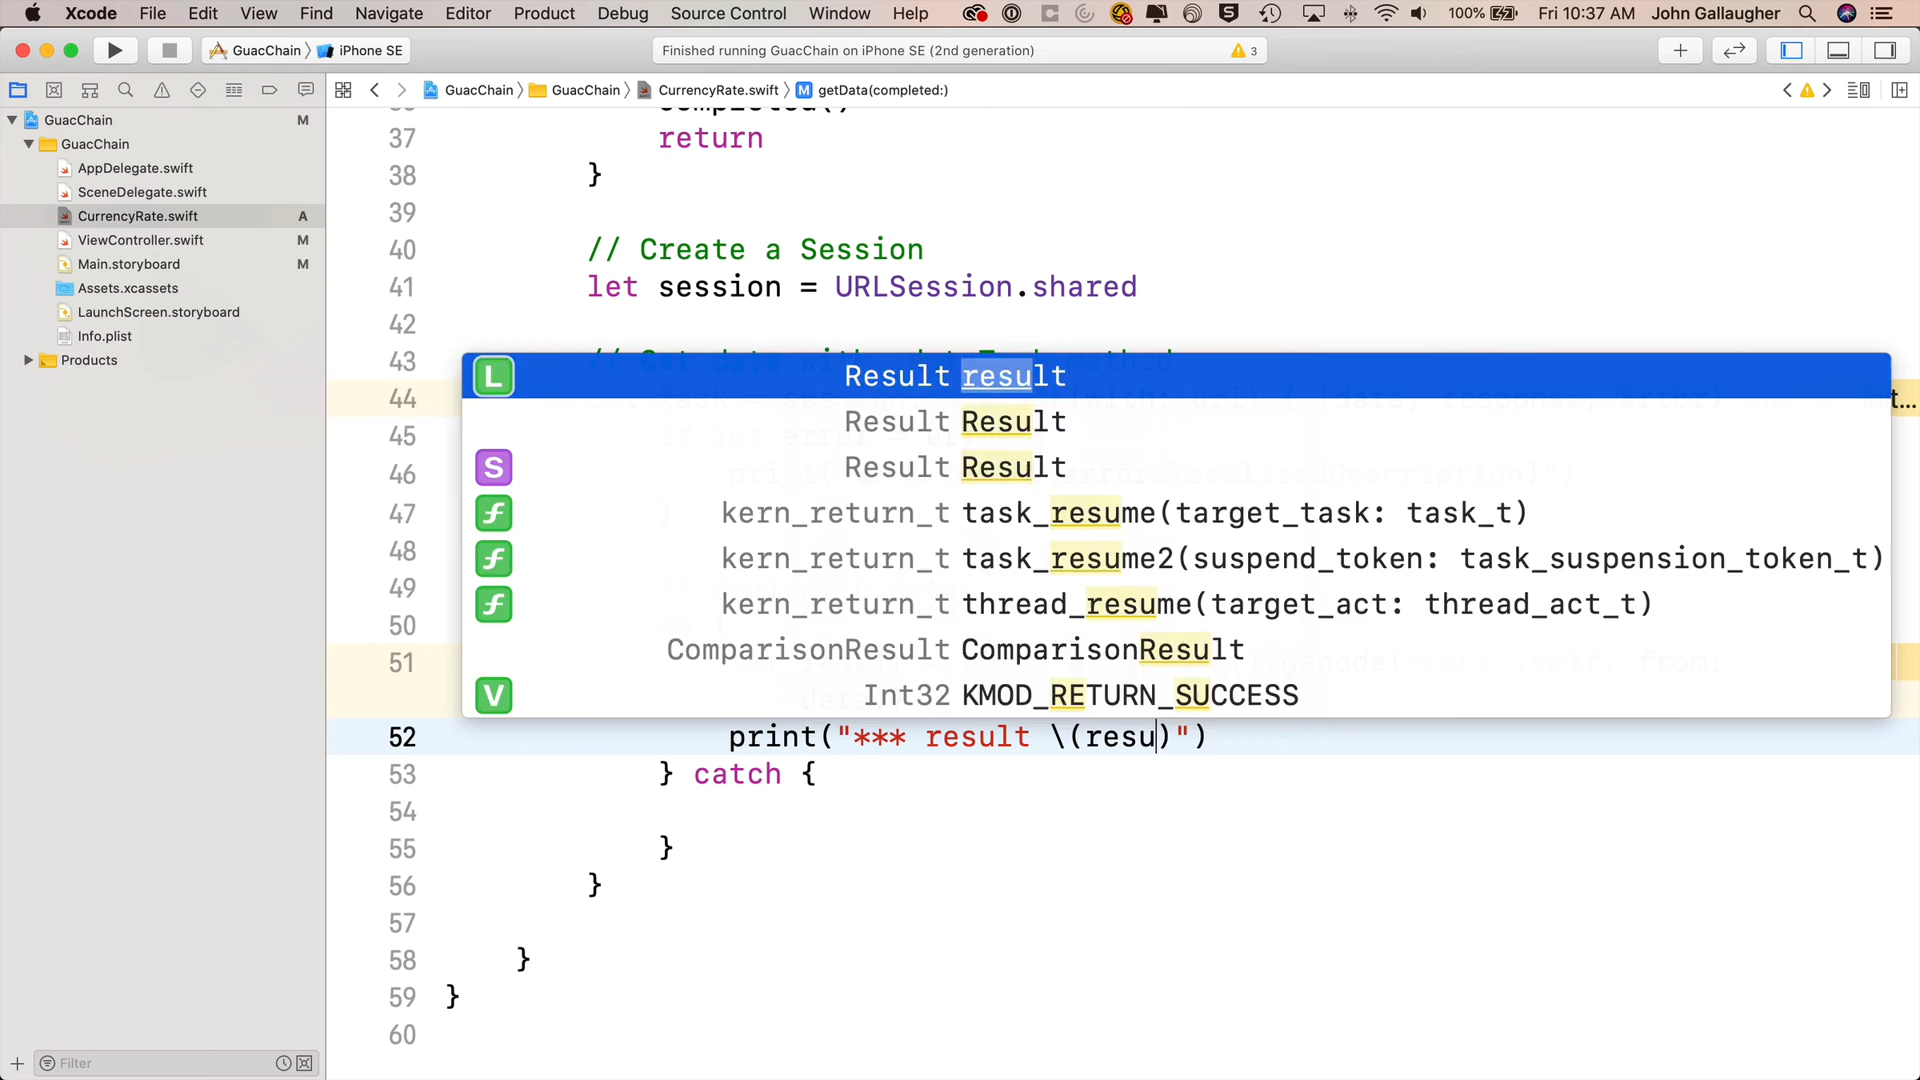 Xcode File Edit View Find Navigate Editor Product Debug Source Control Window Help 100% Fri 10:37 AM John Gallaugher
GuacChain 〉 iPhone SE
Finished running GuacChain on iPhone SE (2nd generation)
3
GuacChain 〉 GuacChain 〉 CurrencyRate.swift 〉 M getData(completed:)
GuacChain M
GuacChain
AppDelegate.swift
SceneDelegate.swift
CurrencyRate.swift A
ViewController.swift M
Main.storyboard M
Assets.xcassets
LaunchScreen.storyboard
Info.plist
Products
Filter
completed()
37 return
38 }
39
40 // Create a Session
41 let session = URLSession.shared
42
43
44
45
46
47
48
49
50
51
L Result result
Result Result
S Result Result
f kern_return_t task_resume(target_task: task_t)
f kern_return_t task_resume2(suspend_token: task_suspension_token_t)
f kern_return_t thread_resume(target_act: thread_act_t)
ComparisonResult ComparisonResult
V Int32 KMOD_RETURN_SUCCESS
52 print("*** result \(resu)")
53 } catch {
54
55 }
56 }
57
58 }
59 }
60